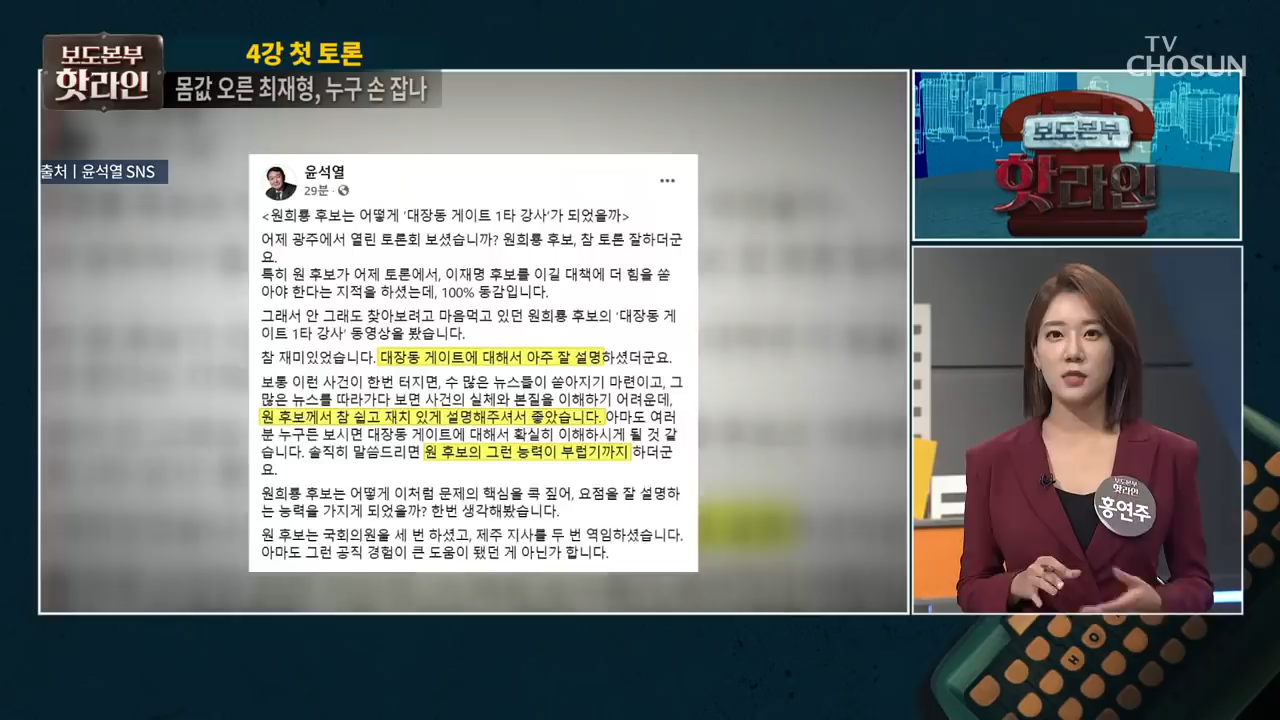 보도본부
핫라인
4강 첫 토론
몸값 오른 최재형, 누구 손 잡나
TV
CHOSUN
출처 | 윤석열 SNS
윤석열
29분 ·
<원희룡 후보는 어떻게 '대장동 게이트 1타 강사'가 되었을까>
어제 광주에서 열린 토론회 보셨습니까? 원희룡 후보, 참 토론 잘하더군
요.
특히 원 후보가 어제 토론에서, 이재명 후보를 이길 대책에 더 힘을 쏟
아야 한다는 지적을 하셨는데, 100% 동감입니다.
그래서 안 그래도 찾아보려고 마음먹고 있던 원희룡 후보의 '대장동 게
이트 1타 강사' 동영상을 봤습니다.
참 재미있었습니다. 대장동 게이트에 대해서 아주 잘 설명하셨더군요.
보통 이런 사건이 한번 터지면, 수 많은 뉴스들이 쏟아지기 마련이고, 그
많은 뉴스를 따라가다 보면 사건의 실체와 본질을 이해하기 어려운데,
원 후보께서 참 쉽고 재치 있게 설명해주셔서 좋았습니다. 아마도 여러
분 누구든 보시면 대장동 게이트에 대해서 확실히 이해하시게 될 것 같
습니다. 솔직히 말씀드리면 원 후보의 그런 능력이 부럽기까지 하더군
요.
원희룡 후보는 어떻게 이처럼 문제의 핵심을 콕 짚어, 요점을 잘 설명하
는 능력을 가지게 되었을까? 한번 생각해봤습니다.
원 후보는 국회의원을 세 번 하셨고, 제주 지사를 두 번 역임하셨습니다.
아마도 그런 공직 경험이 큰 도움이 됐던 게 아닌가 합니다.
보도본부
핫라인
보도본부
핫라인
홍연주
H
O